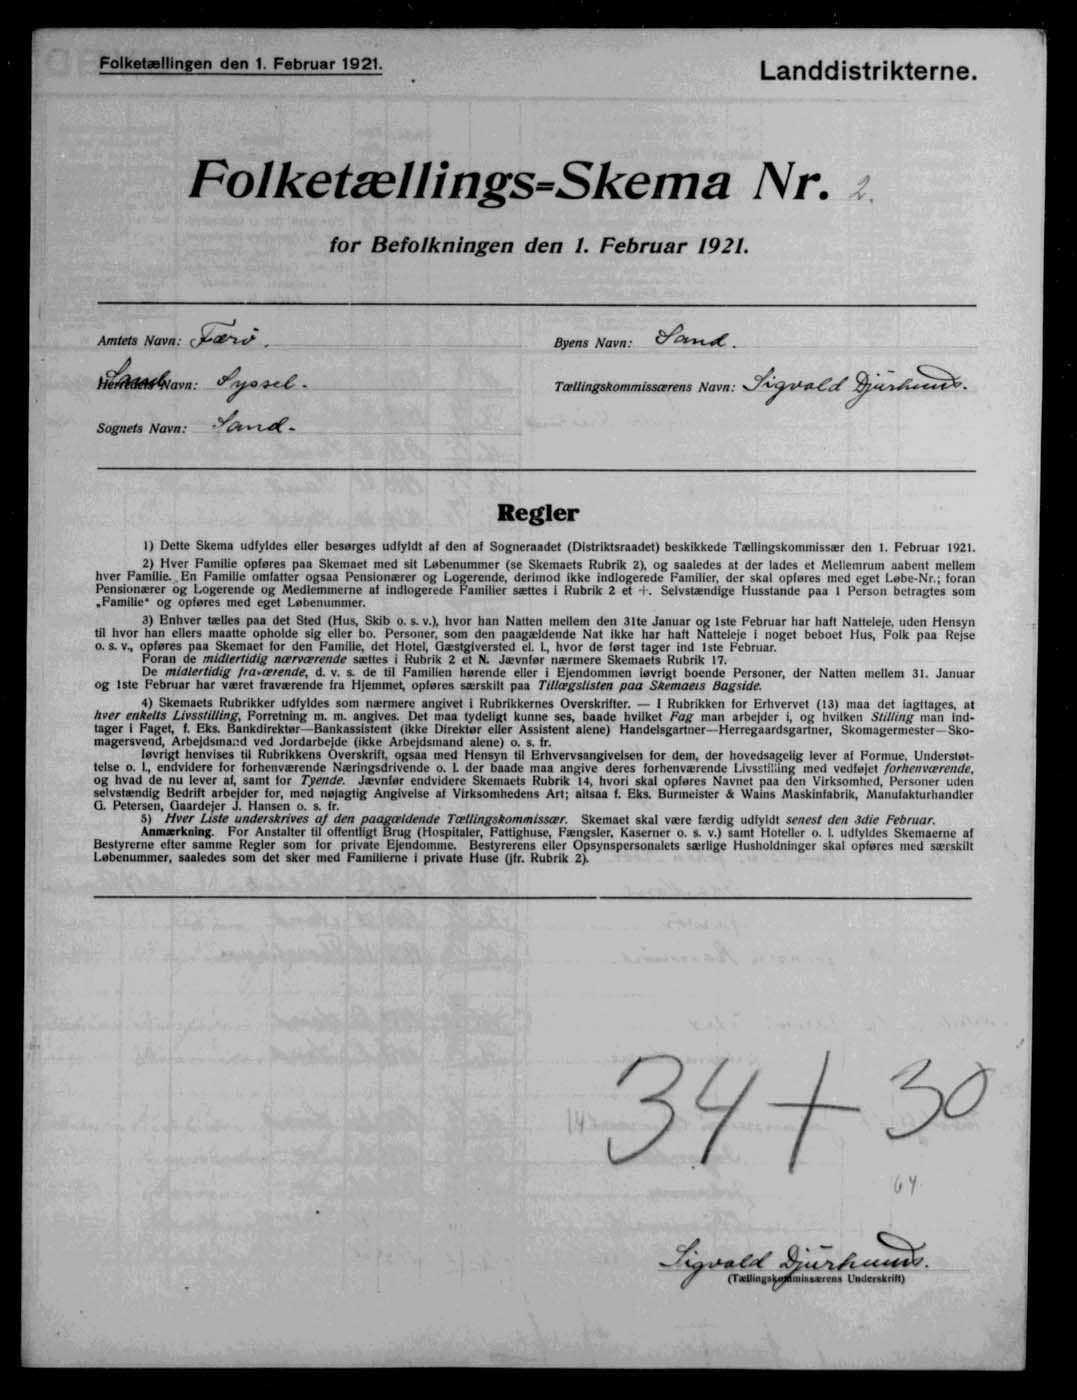 Folketællingen den 1. Februar 1921.
Landdistrikterne.
Folketællings=Skema Nr. 2.
for Befolkningen den 1. Februar 1921.
Amtets Navn: Færø.
Byens Navn: Sand.
Herredets Navn: Syssel.
Tællingskommissærens Navn: Sigvald Djurhuus.
Sognets Navn: Sand.
Regler
1) Dette Skema udfyldes eller besørges udfyldt af den af Sogneraadet (Distriktsraadet) beskikkede Tællingskommissær den 1. Februar 1921.
2) Hver Familie opføres paa Skemaet med sit Løbenummer (se Skemaets Rubrik 2), og saaledes at der lades et Mellemrum aabent mellem
hver Familie. En Familie omfatter ogsaa Pensionærer og Logerende, derimod ikke indlogerede Familier, der skal opføres med eget Løbe-Nr.; foran
Pensionærer og Logerende og Medlemmerne af indlogerede Familier sættes i Rubrik 2 et +. Selvstændige Husstande paa 1 Person betragtes som
„Familie" og opføres med eget Løbenummer.
3) Enhver tælles paa det Sted (Hus, Skib o. s. v.), hvor han Natten mellem den 31te Januar og 1ste Februar har haft Natteleje, uden Hensyn
til hvor han ellers maatte opholde sig eller bo. Personer, som den paagældende Nat ikke har haft Natteleje i noget beboet Hus, Folk paa Rejse
o. s. v., opføres paa Skemaet for den Familie, det Hotel, Gæstgiversted el. l., hvor de først tager ind 1ste Februar.
Foran de midlertidig nærværende sættes i Rubrik 2 et N. Jævnfør nærmere Skemaets Rubrik 17.
De midlertidig fraværende, d. v. s. de til Familien hørende eller i Ejendommen iøvrigt boende Personer, der Natten mellem 31. Januar
og 1ste Februar har været fraværende fra Hjemmet, opføres særskilt paa Tillægslisten paa Skemaets Bagside.
4) Skemaets Rubrikker udfyldes som nærmere angivet i Rubrikkernes Overskrifter. — I Rubrikken for Erhvervet (13) maa det iagttages, at
hver enkelts Livsstilling, Forretning m. m. angives. Det maa tydeligt kunne ses, baade hvilket Fag man arbejder i, og hvilken Stilling man ind-
tager i Faget, f. Eks. Bankdirektør—Bankassistent (ikke Direktør eller Assistent alene) Handelsgartner—Herregaardsgartner, Skomagermester—Sko-
magersvend, Arbejdsmand ved Jordarbejde (ikke Arbejdsmand alene) o. s. fr.
Iøvrigt henvises til Rubrikkens Overskrift, ogsaa med Hensyn til Erhvervsangivelsen for dem, der hovedsagelig lever af Formue, Understøt-
telse o. l., endvidere for forhenværende Næringsdrivende o. l. der baade maa angive deres forhenværende Livsstilling med vedføjet forhenværende,
og hvad de nu lever af, samt for Tyende. Jævnfør endvidere Skemaets Rubrik 14, hvori skal opføres Navnet paa den Virksomhed, Personer uden
selvstændig Bedrift arbejder for, med nøjagtig Angivelse af Virksomhedens Art; altsaa f. Eks. Burmeister & Wains Maskinfabrik, Manufakturhandler
G. Petersen, Gaardejer J. Hansen o. s. fr.
5) Hver Liste underskrives af den paagældende Tællingskommissær. Skemaet skal være færdig udfyldt senest den 3die Februar.
Anmærkning. For Anstalter til offentligt Brug (Hospitaler, Fattighuse, Fængsler, Kaserner o. s. v.) samt Hoteller o. l. udfyldes Skemaerne af
Bestyrerne efter samme Regler som for private Ejendomme. Bestyrerens eller Opsynspersonalets særlige Husholdninger skal opføres med særskilt
Løbenummer, saaledes som det sker med Familierne i private Huse (jfr. Rubrik 2).
34 + 30
64
Sigvald Djurhuus.
(Tællingskommissærens Underskrift)